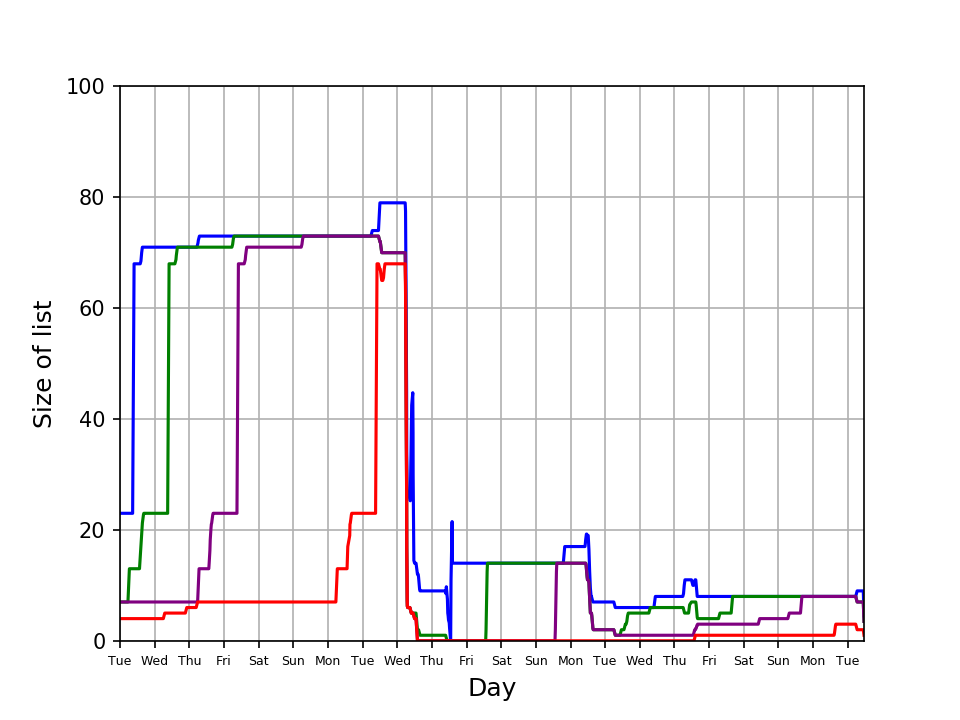 100
80
60
40
20
0
Size of list
Tue Wed Thu Fri Sat Sun Mon Tue Wed Thu Fri Sat Sun Mon Tue Wed Thu Fri Sat Sun Mon Tue
Day